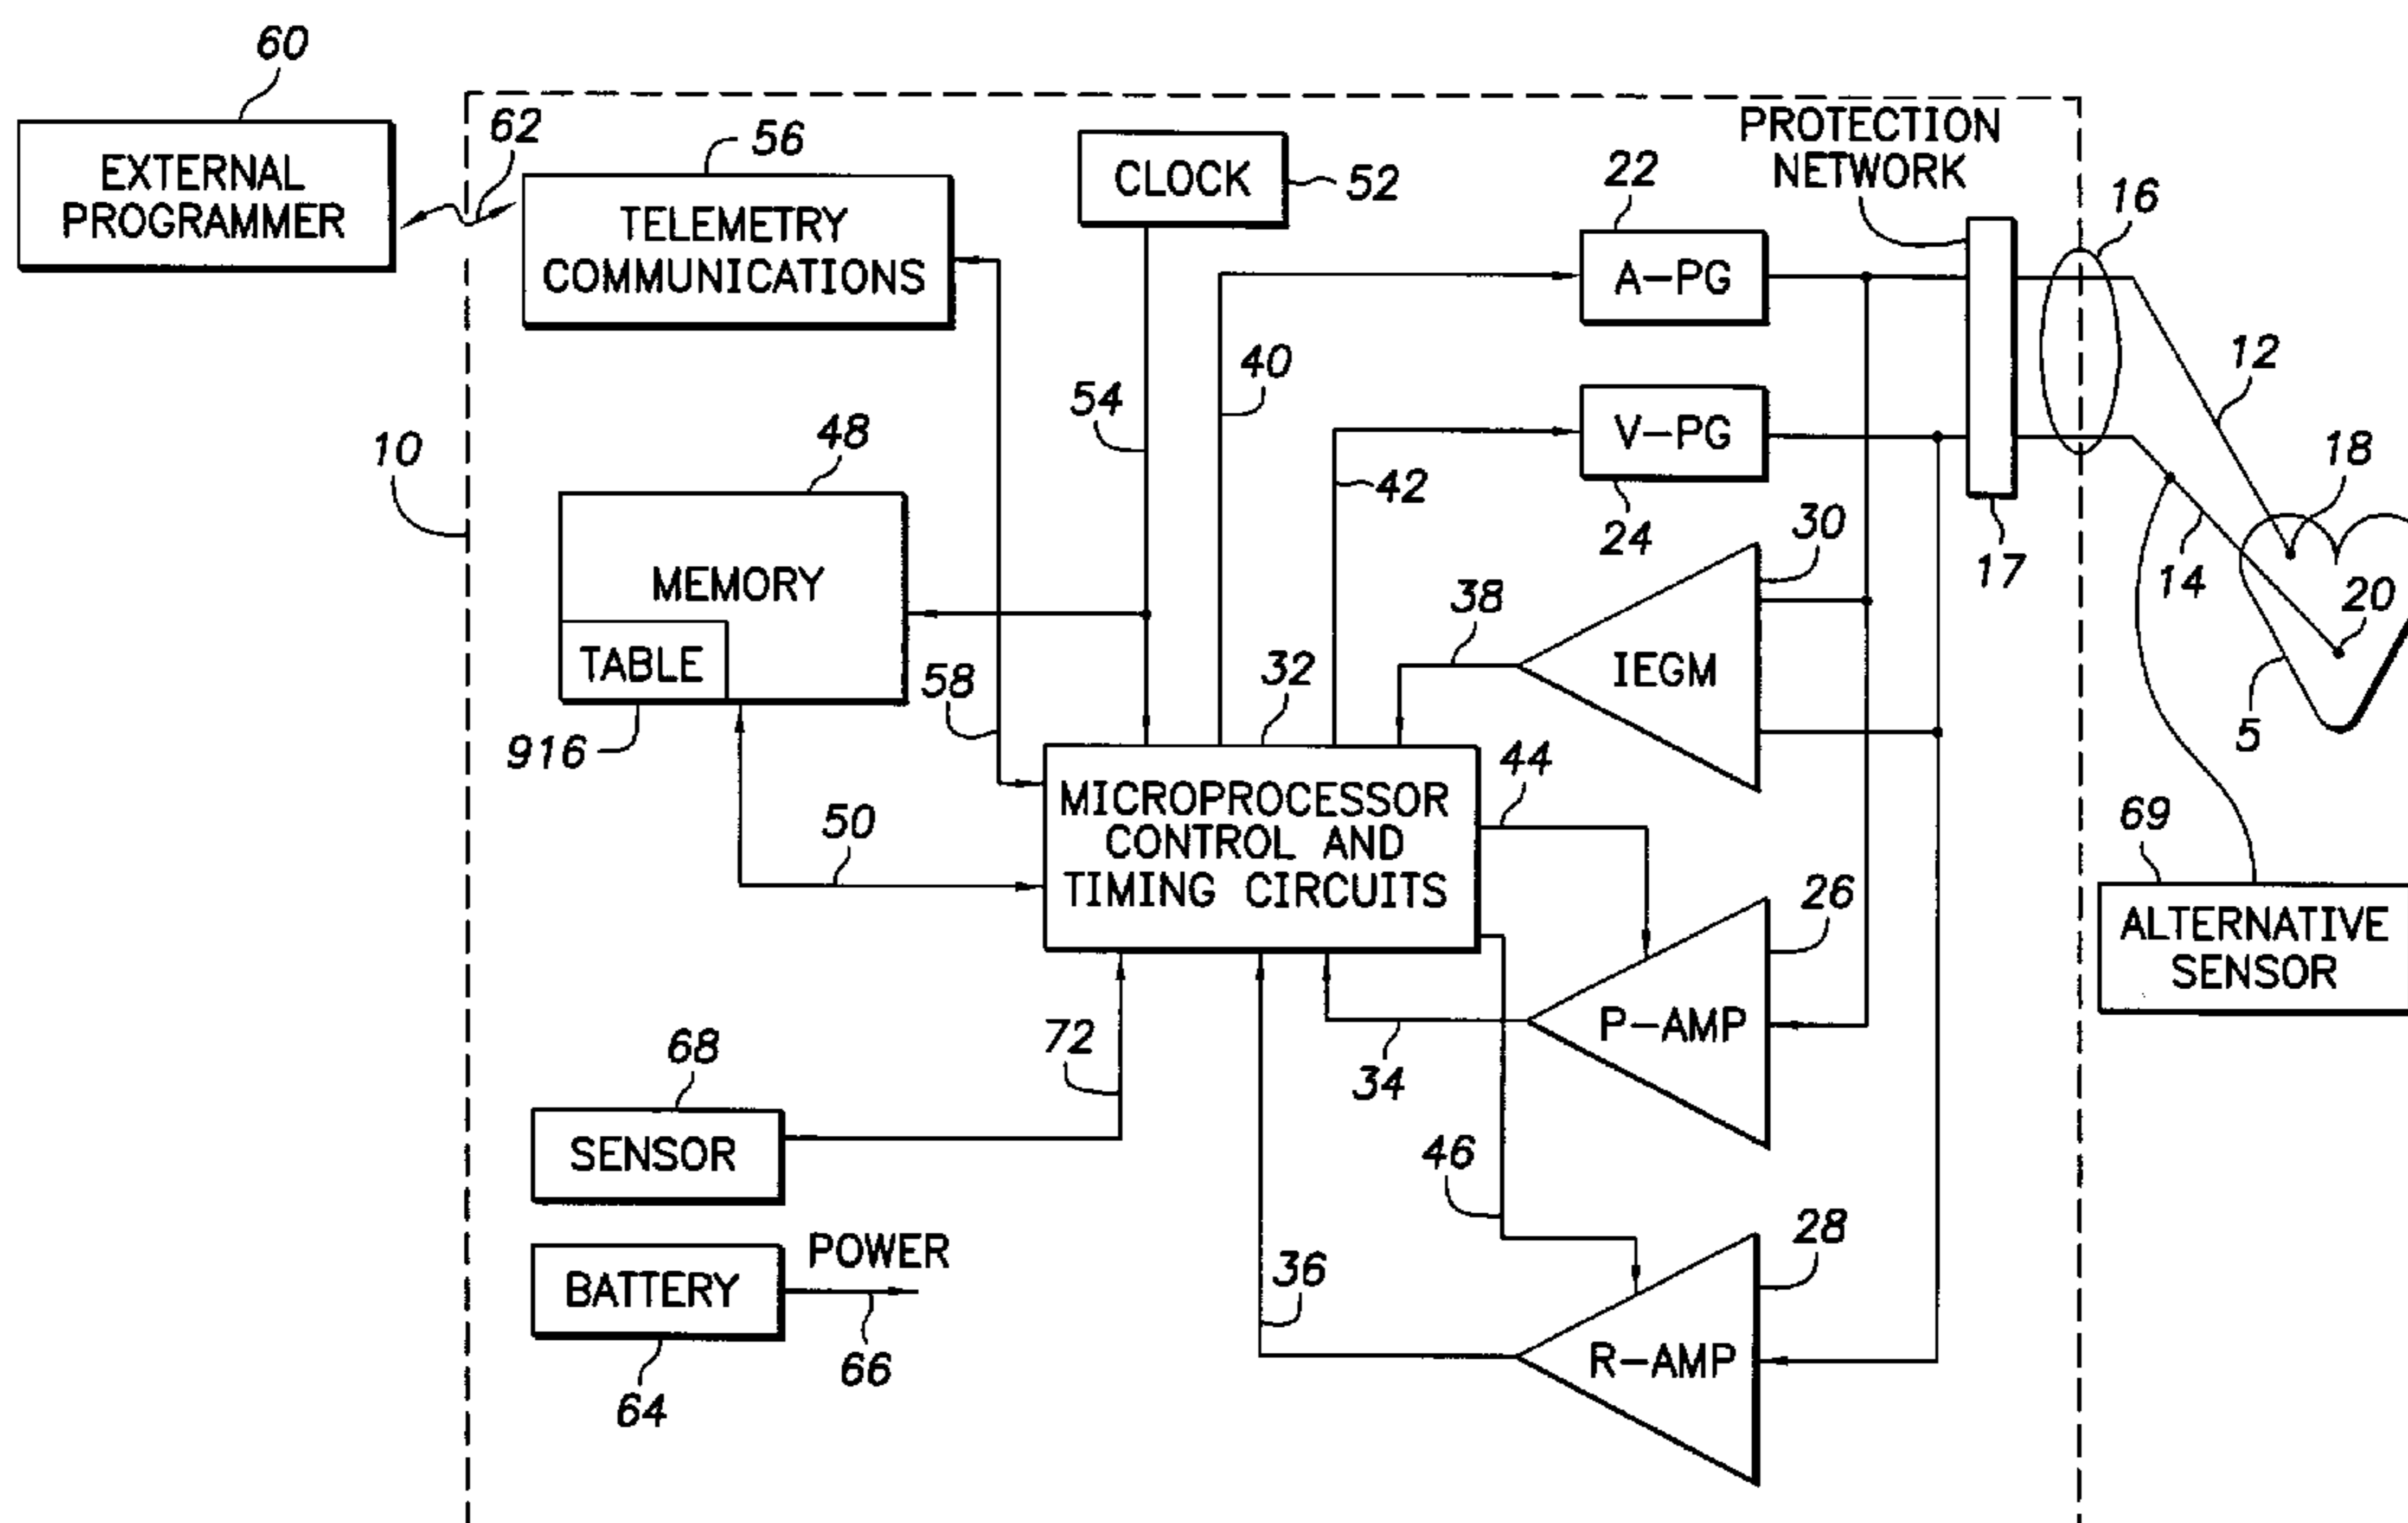 60
EXTERNAL
PROGRAMMER
62
56
TELEMETRY
COMMUNICATIONS
CLOCK
52
22
A-PG
PROTECTION
NETWORK
16
12
18
10
48
MEMORY
TABLE
916
54
40
42
V-PG
24
30
17
14
20
5
58
32
38
IEGM
50
MICROPROCESSOR
CONTROL AND
TIMING CIRCUITS
44
69
ALTERNATIVE
SENSOR
26
P-AMP
34
72
68
SENSOR
46
28
R-AMP
36
BATTERY
POWER
66
64